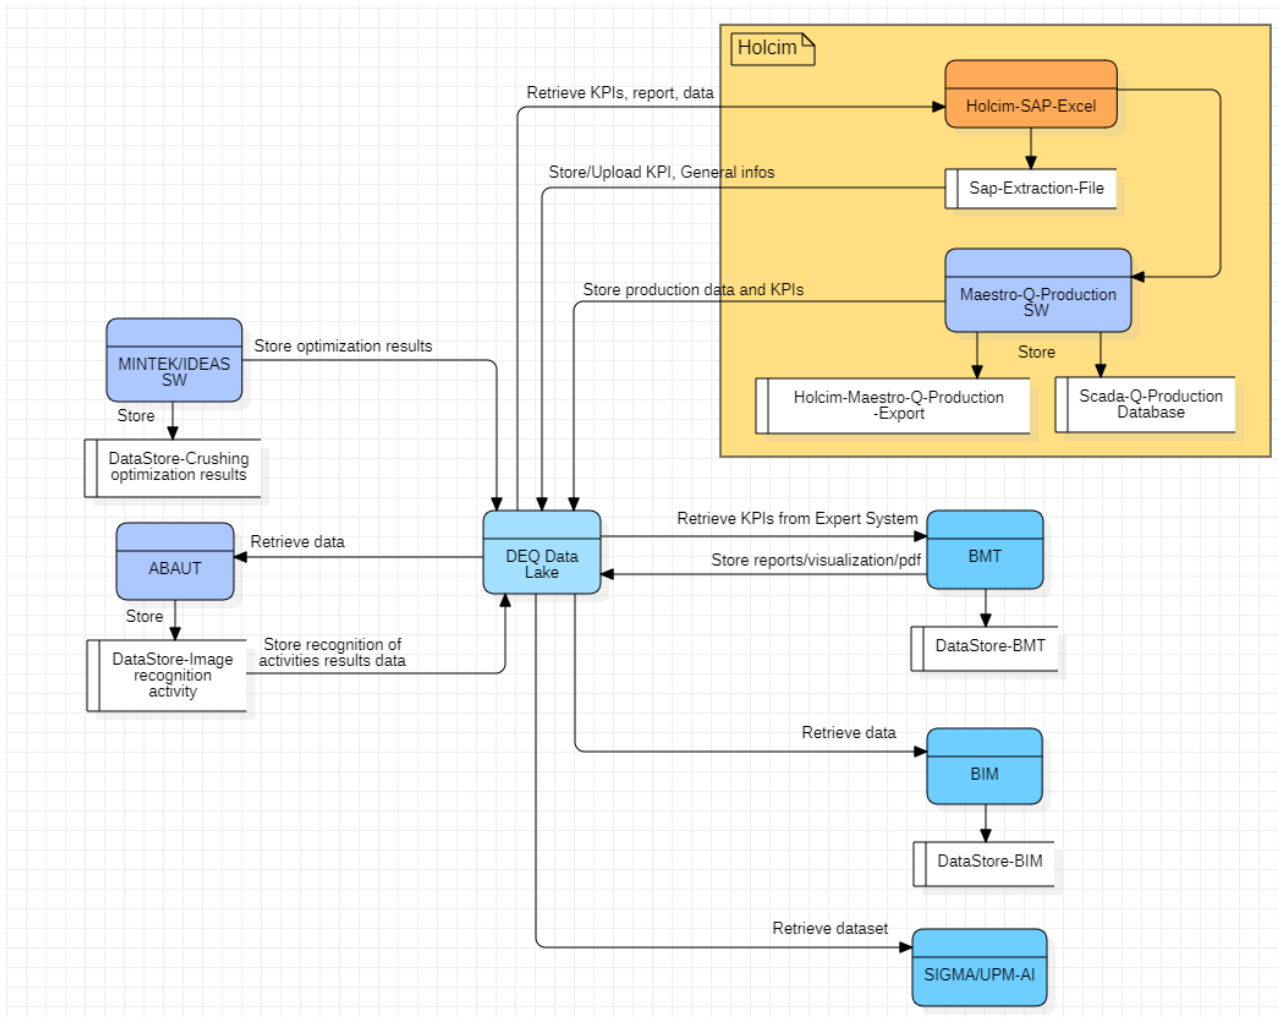 Holcim
Retrieve KPIs, report, data
Holcim-SAP-Excel
Store/Upload KPI, General infos
Sap-Extraction-File
Store production data and KPIs
Maestro-Q-Production
SW
Store
Holcim-Maestro-Q-Production
-Export
Scada-Q-Production
Database
MINTEK/IDEAS
SW
Store optimization results
Store
DataStore-Crushing
optimization results
ABAUT
Retrieve data
DEQ Data
Lake
Retrieve KPIs from Expert System
Store reports/visualization/pdf
BMT
Store
DataStore-Image
recognition
activity
Store recognition of
activities results data
DataStore-BMT
Retrieve data
BIM
DataStore-BIM
Retrieve dataset
SIGMA/UPM-AI